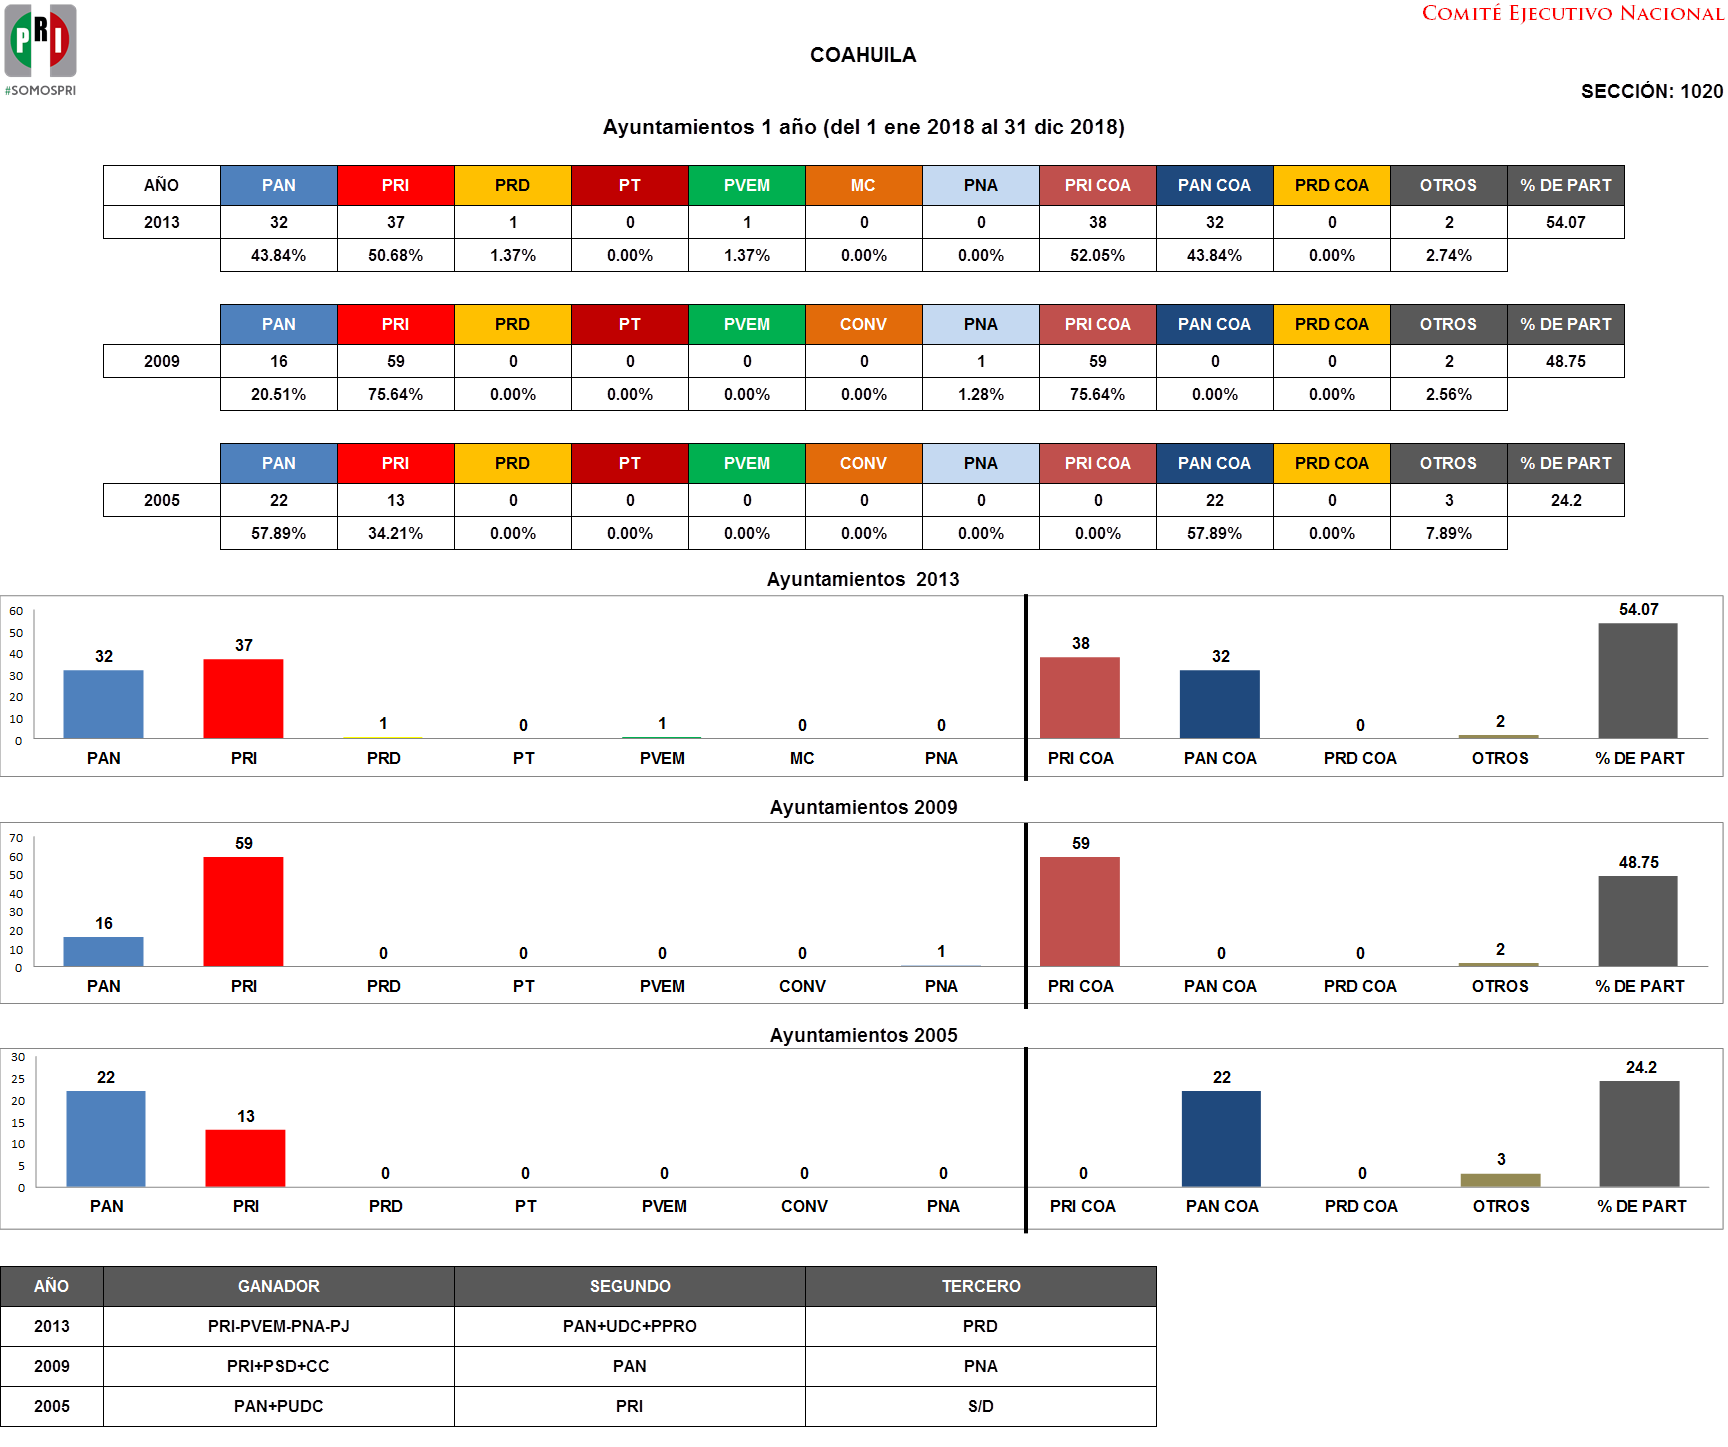 COMITÉ EJECUTIVO NACIONAL
PRI
#SOMOSPRI
COAHUILA
SECCIÓN: 1020
Ayuntamientos 1 año (del 1 ene 2018 al 31 dic 2018)
AÑO PAN PRI PRD PT PVEM MC PNA PRI COA PAN COA PRD COA OTROS % DE PART
2013 32 37 1 0 1 0 0 38 32 0 2 54.07
43.84% 50.68% 1.37% 0.00% 1.37% 0.00% 0.00% 52.05% 43.84% 0.00% 2.74%
PAN PRI PRD PT PVEM CONV PNA PRI COA PAN COA PRD COA OTROS % DE PART
2009 16 59 0 0 0 0 1 59 0 0 2 48.75
20.51% 75.64% 0.00% 0.00% 0.00% 0.00% 1.28% 75.64% 0.00% 0.00% 2.56%
PAN PRI PRD PT PVEM CONV PNA PRI COA PAN COA PRD COA OTROS % DE PART
2005 22 13 0 0 0 0 0 0 22 0 3 24.2
57.89% 34.21% 0.00% 0.00% 0.00% 0.00% 0.00% 0.00% 57.89% 0.00% 7.89%
Ayuntamientos 2013
60
50
40
30
20
10
0
32 37 1 0 1 0 0 38 32 0 2 54.07
PAN PRI PRD PT PVEM MC PNA PRI COA PAN COA PRD COA OTROS % DE PART
Ayuntamientos 2009
70
60
50
40
30
20
10
0
16 59 0 0 0 0 1 59 0 0 2 48.75
PAN PRI PRD PT PVEM CONV PNA PRI COA PAN COA PRD COA OTROS % DE PART
Ayuntamientos 2005
30
25
20
15
10
5
0
22 13 0 0 0 0 0 0 22 0 3 24.2
PAN PRI PRD PT PVEM CONV PNA PRI COA PAN COA PRD COA OTROS % DE PART
AÑO GANADOR SEGUNDO TERCERO
2013 PRI-PVEM-PNA-PJ PAN+UDC+PPRO PRD
2009 PRI+PSD+CC PAN PNA
2005 PAN+PUDC PRI S/D